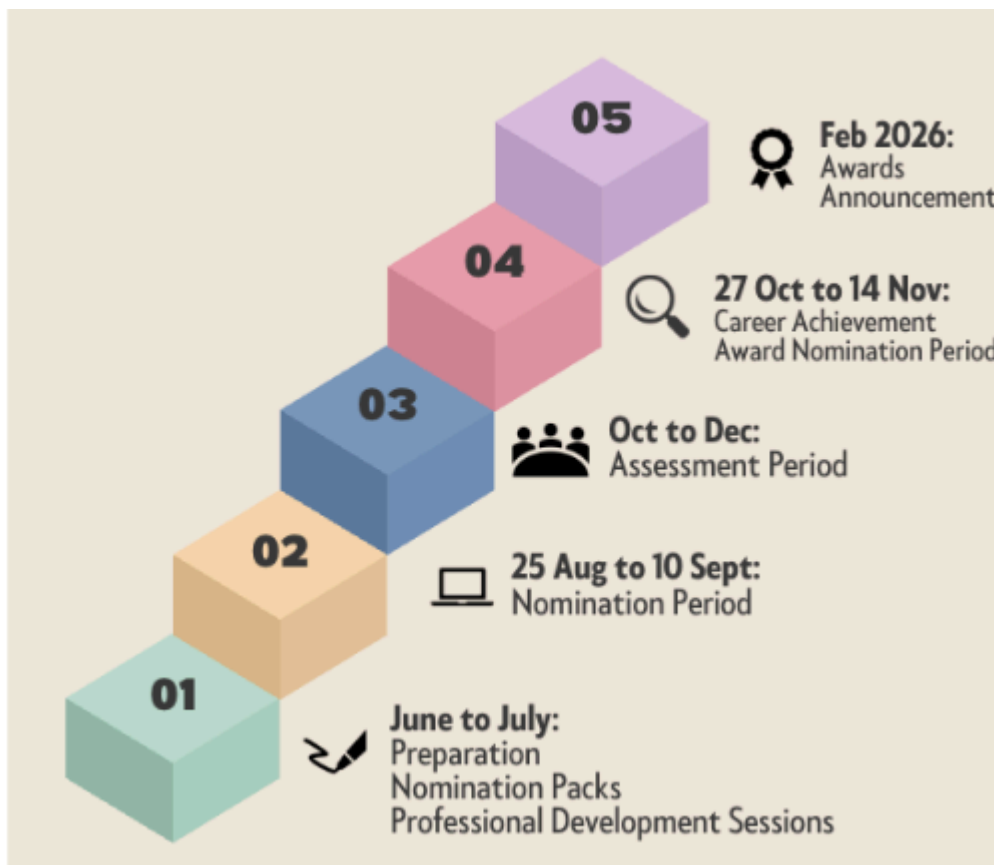 05
Feb 2026:
Awards
Announcement
04
27 Oct to 14 Nov:
Career Achievement
Award Nomination Period
03
Oct to Dec:
Assessment Period
02
25 Aug to 10 Sept:
Nomination Period
01
June to July:
Preparation
Nomination Packs
Professional Development Sessions